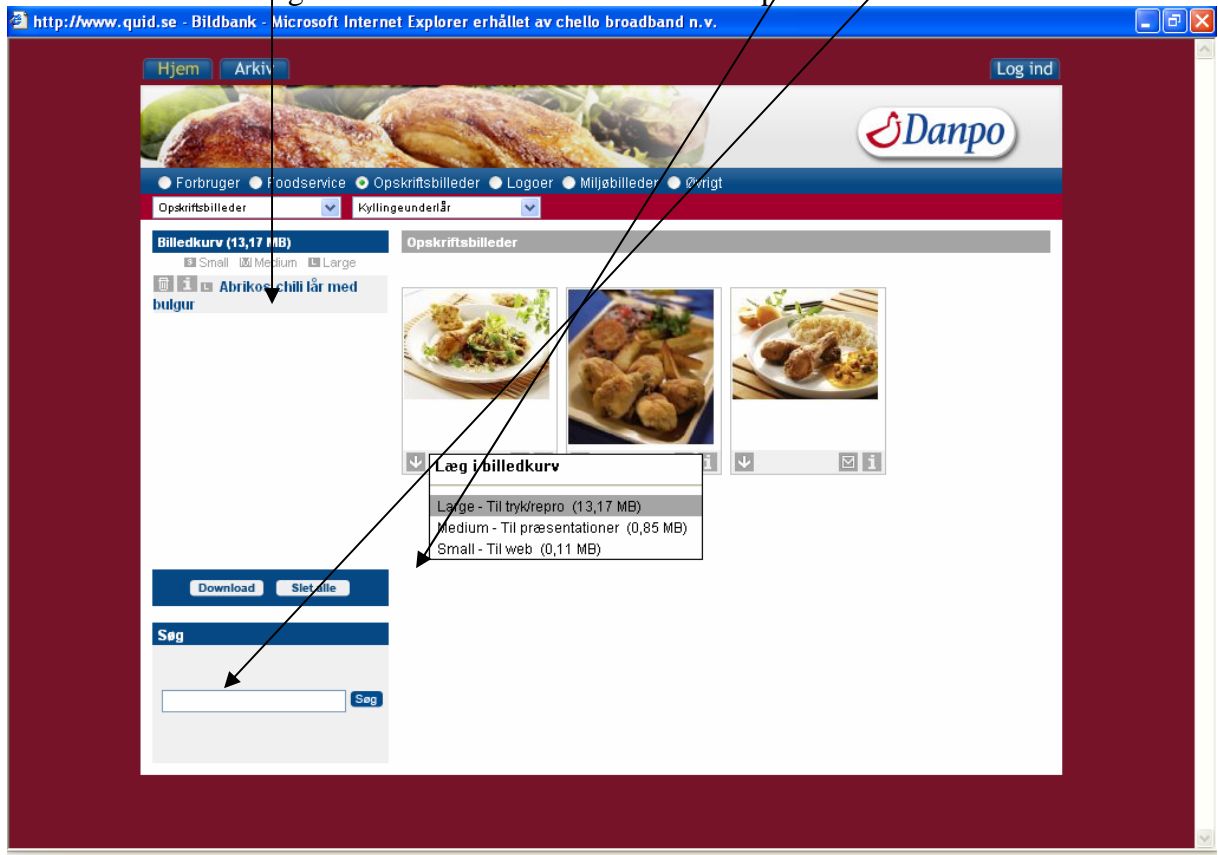 http://www.quid.se - Bildbank - Microsoft Internet Explorer erhållet av chello broadband n.v.
Hjem Arkiv Log ind
Danpo
Forbruger Foodservice Opskriftsbilleder Logoer Miljøbilleder Øvrigt
Opskriftsbilleder Kyllingeunderlår
Billedkurv (13,17 MB) Opskriftsbilleder
S Small M Medium L Large
i L Abrikos chili lår med
bulgur
i i
Læg i billedkurv
Large - Til tryk/repro (13,17 MB)
Medium - Til præsentationer (0,85 MB)
Small - Til web (0,11 MB)
Download Slet alle
Søg
Søg